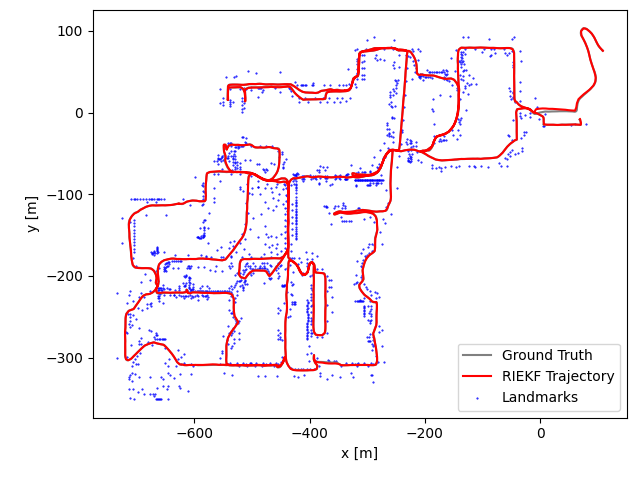 100
0
−100
−200
−300
y [m]
−600
−400
−200
0
x [m]
Ground Truth
RIEKF Trajectory
Landmarks